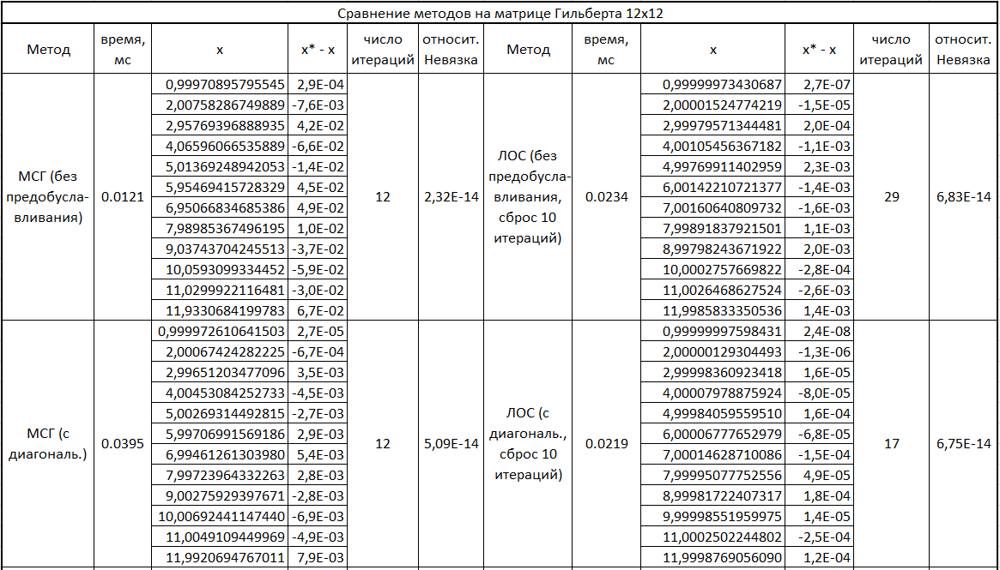 Сравнение методов на матрице Гильберта 12x12
Метод
время,
мс
x
x* - x
число
итераций
относит.
Невязка
Метод
время,
мс
x
x* - x
число
итераций
относит.
Невязка
МСГ (без
предобусла-
вливания)
0.0121
0,99970895795545 2,9E-04
2,00758286749889 -7,6E-03
2,95769396888935 4,2E-02
4,06596066535889 -6,6E-02
5,01369248942053 -1,4E-02
5,95469415728329 4,5E-02
6,95066834685386 4,9E-02
7,98985367496195 1,0E-02
9,03743704245513 -3,7E-02
10,0593099334452 -5,9E-02
11,0299922116481 -3,0E-02
11,9330684199783 6,7E-02
12
2,32E-14
ЛОС (без
предобусла-
вливания,
сброс 10
итераций)
0.0234
0,99999973430687 2,7E-07
2,00001524774219 -1,5E-05
2,99979571344481 2,0E-04
4,00105456367182 -1,1E-03
4,99769911402959 2,3E-03
6,00142210721377 -1,4E-03
7,00160640809732 -1,6E-03
7,99891837921501 1,1E-03
8,99798243671922 2,0E-03
10,0002757669822 -2,8E-04
11,0026468627524 -2,6E-03
11,9985833350536 1,4E-03
29
6,83E-14
МСГ (с
диагональ.)
0.0395
0,999972610641503 2,7E-05
2,00067424282225 -6,7E-04
2,99651203477096 3,5E-03
4,00453084252733 -4,5E-03
5,00269314492815 -2,7E-03
5,99706991569186 2,9E-03
6,99461261303980 5,4E-03
7,99723964332263 2,8E-03
9,00275929397671 -2,8E-03
10,00692441147440 -6,9E-03
11,0049109449969 -4,9E-03
11,9920694767011 7,9E-03
12
5,09E-14
ЛОС (с
диагональ.,
сброс 10
итераций)
0.0219
0,99999997598431 2,4E-08
2,00000129304493 -1,3E-06
2,99998360923418 1,6E-05
4,00007978875924 -8,0E-05
4,99984059559510 1,6E-04
6,00006777652979 -6,8E-05
7,00014628710086 -1,5E-04
7,99995077752556 4,9E-05
8,99981722407317 1,8E-04
9,99998551959975 1,4E-05
11,0002502244802 -2,5E-04
11,9998769056090 1,2E-04
17
6,75E-14